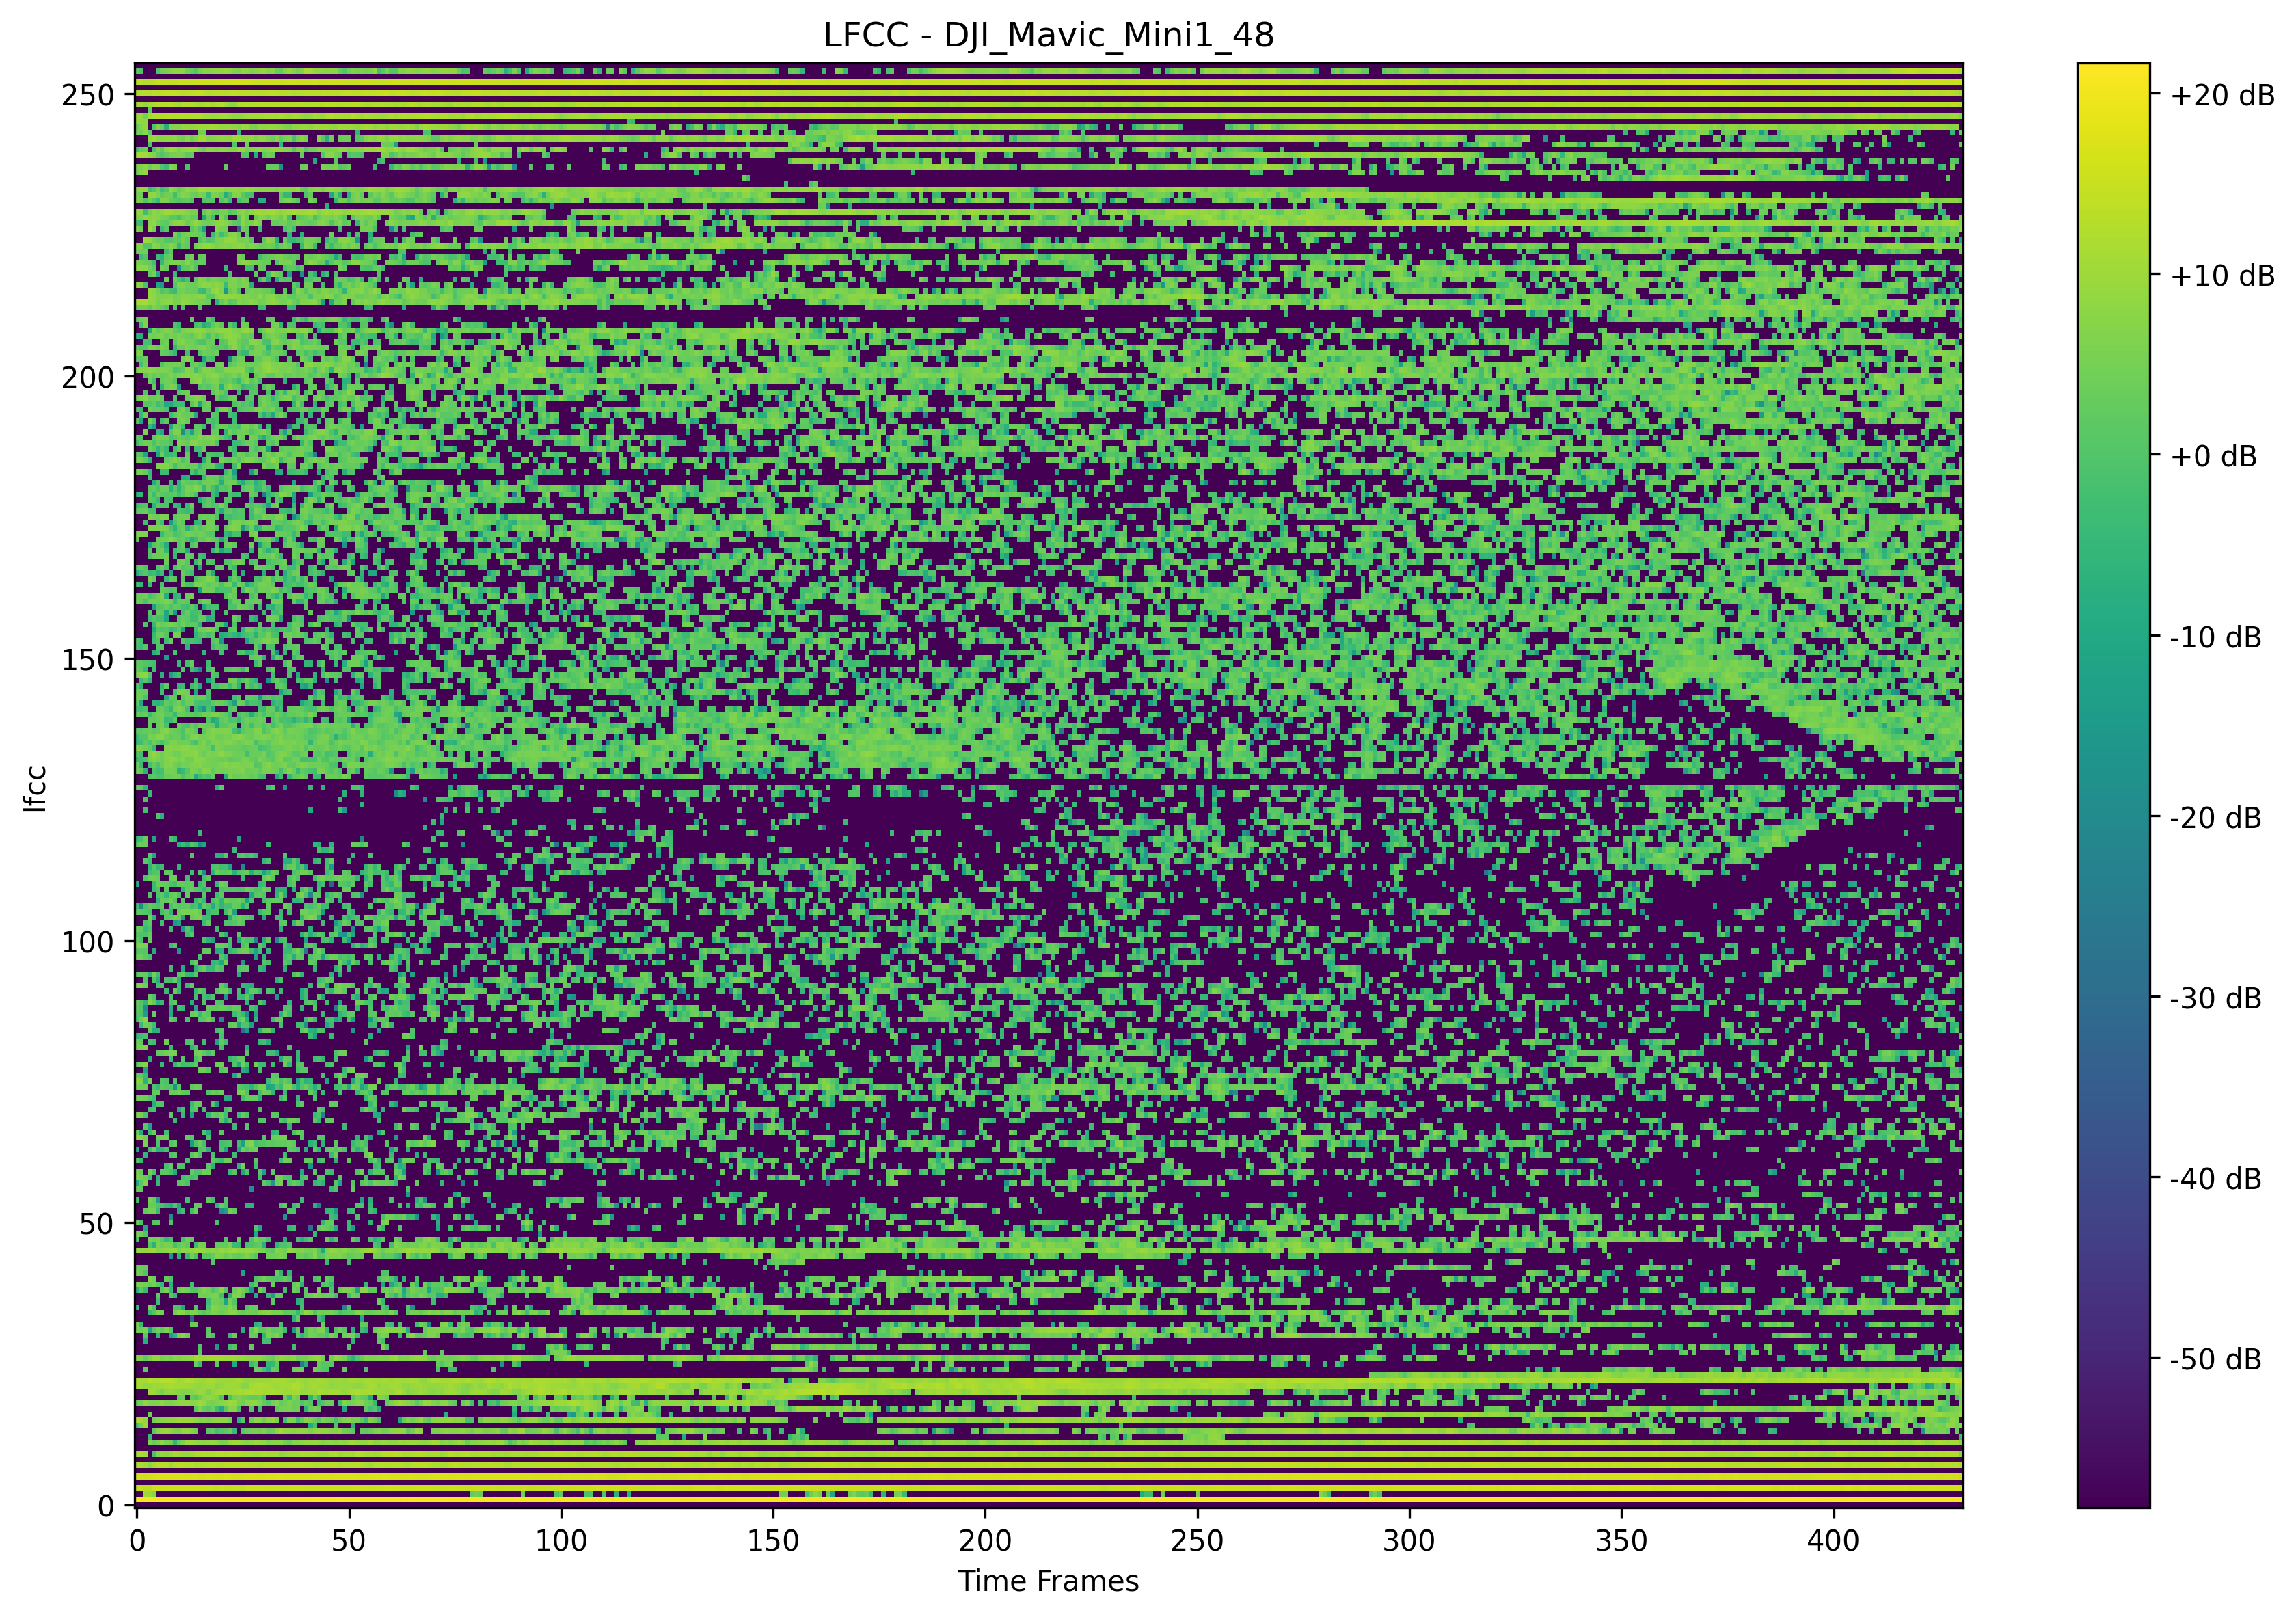 LFCC - DJI_Mavic_Mini1_48
250
200
150
100
50
0
lfcc
0 50 100 150 200 250 300 350 400
Time Frames
+20 dB
+10 dB
+0 dB
-10 dB
-20 dB
-30 dB
-40 dB
-50 dB